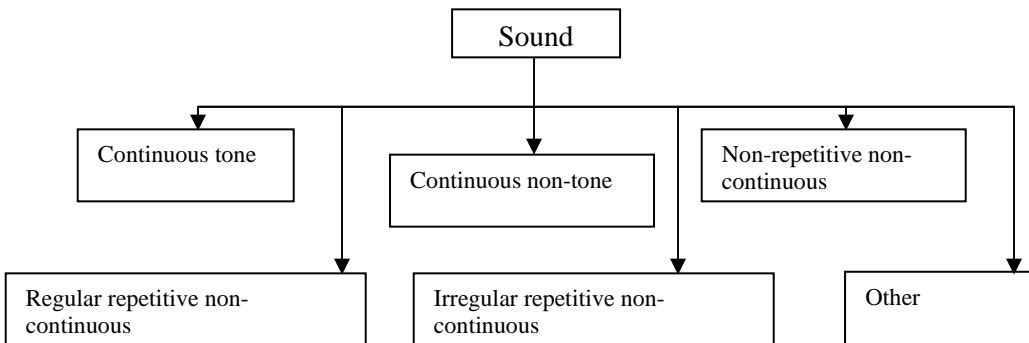 Sound
Continuous tone
Continuous non-tone
Non-repetitive non-
continuous
Regular repetitive non-
continuous
Irregular repetitive non-
continuous
Other